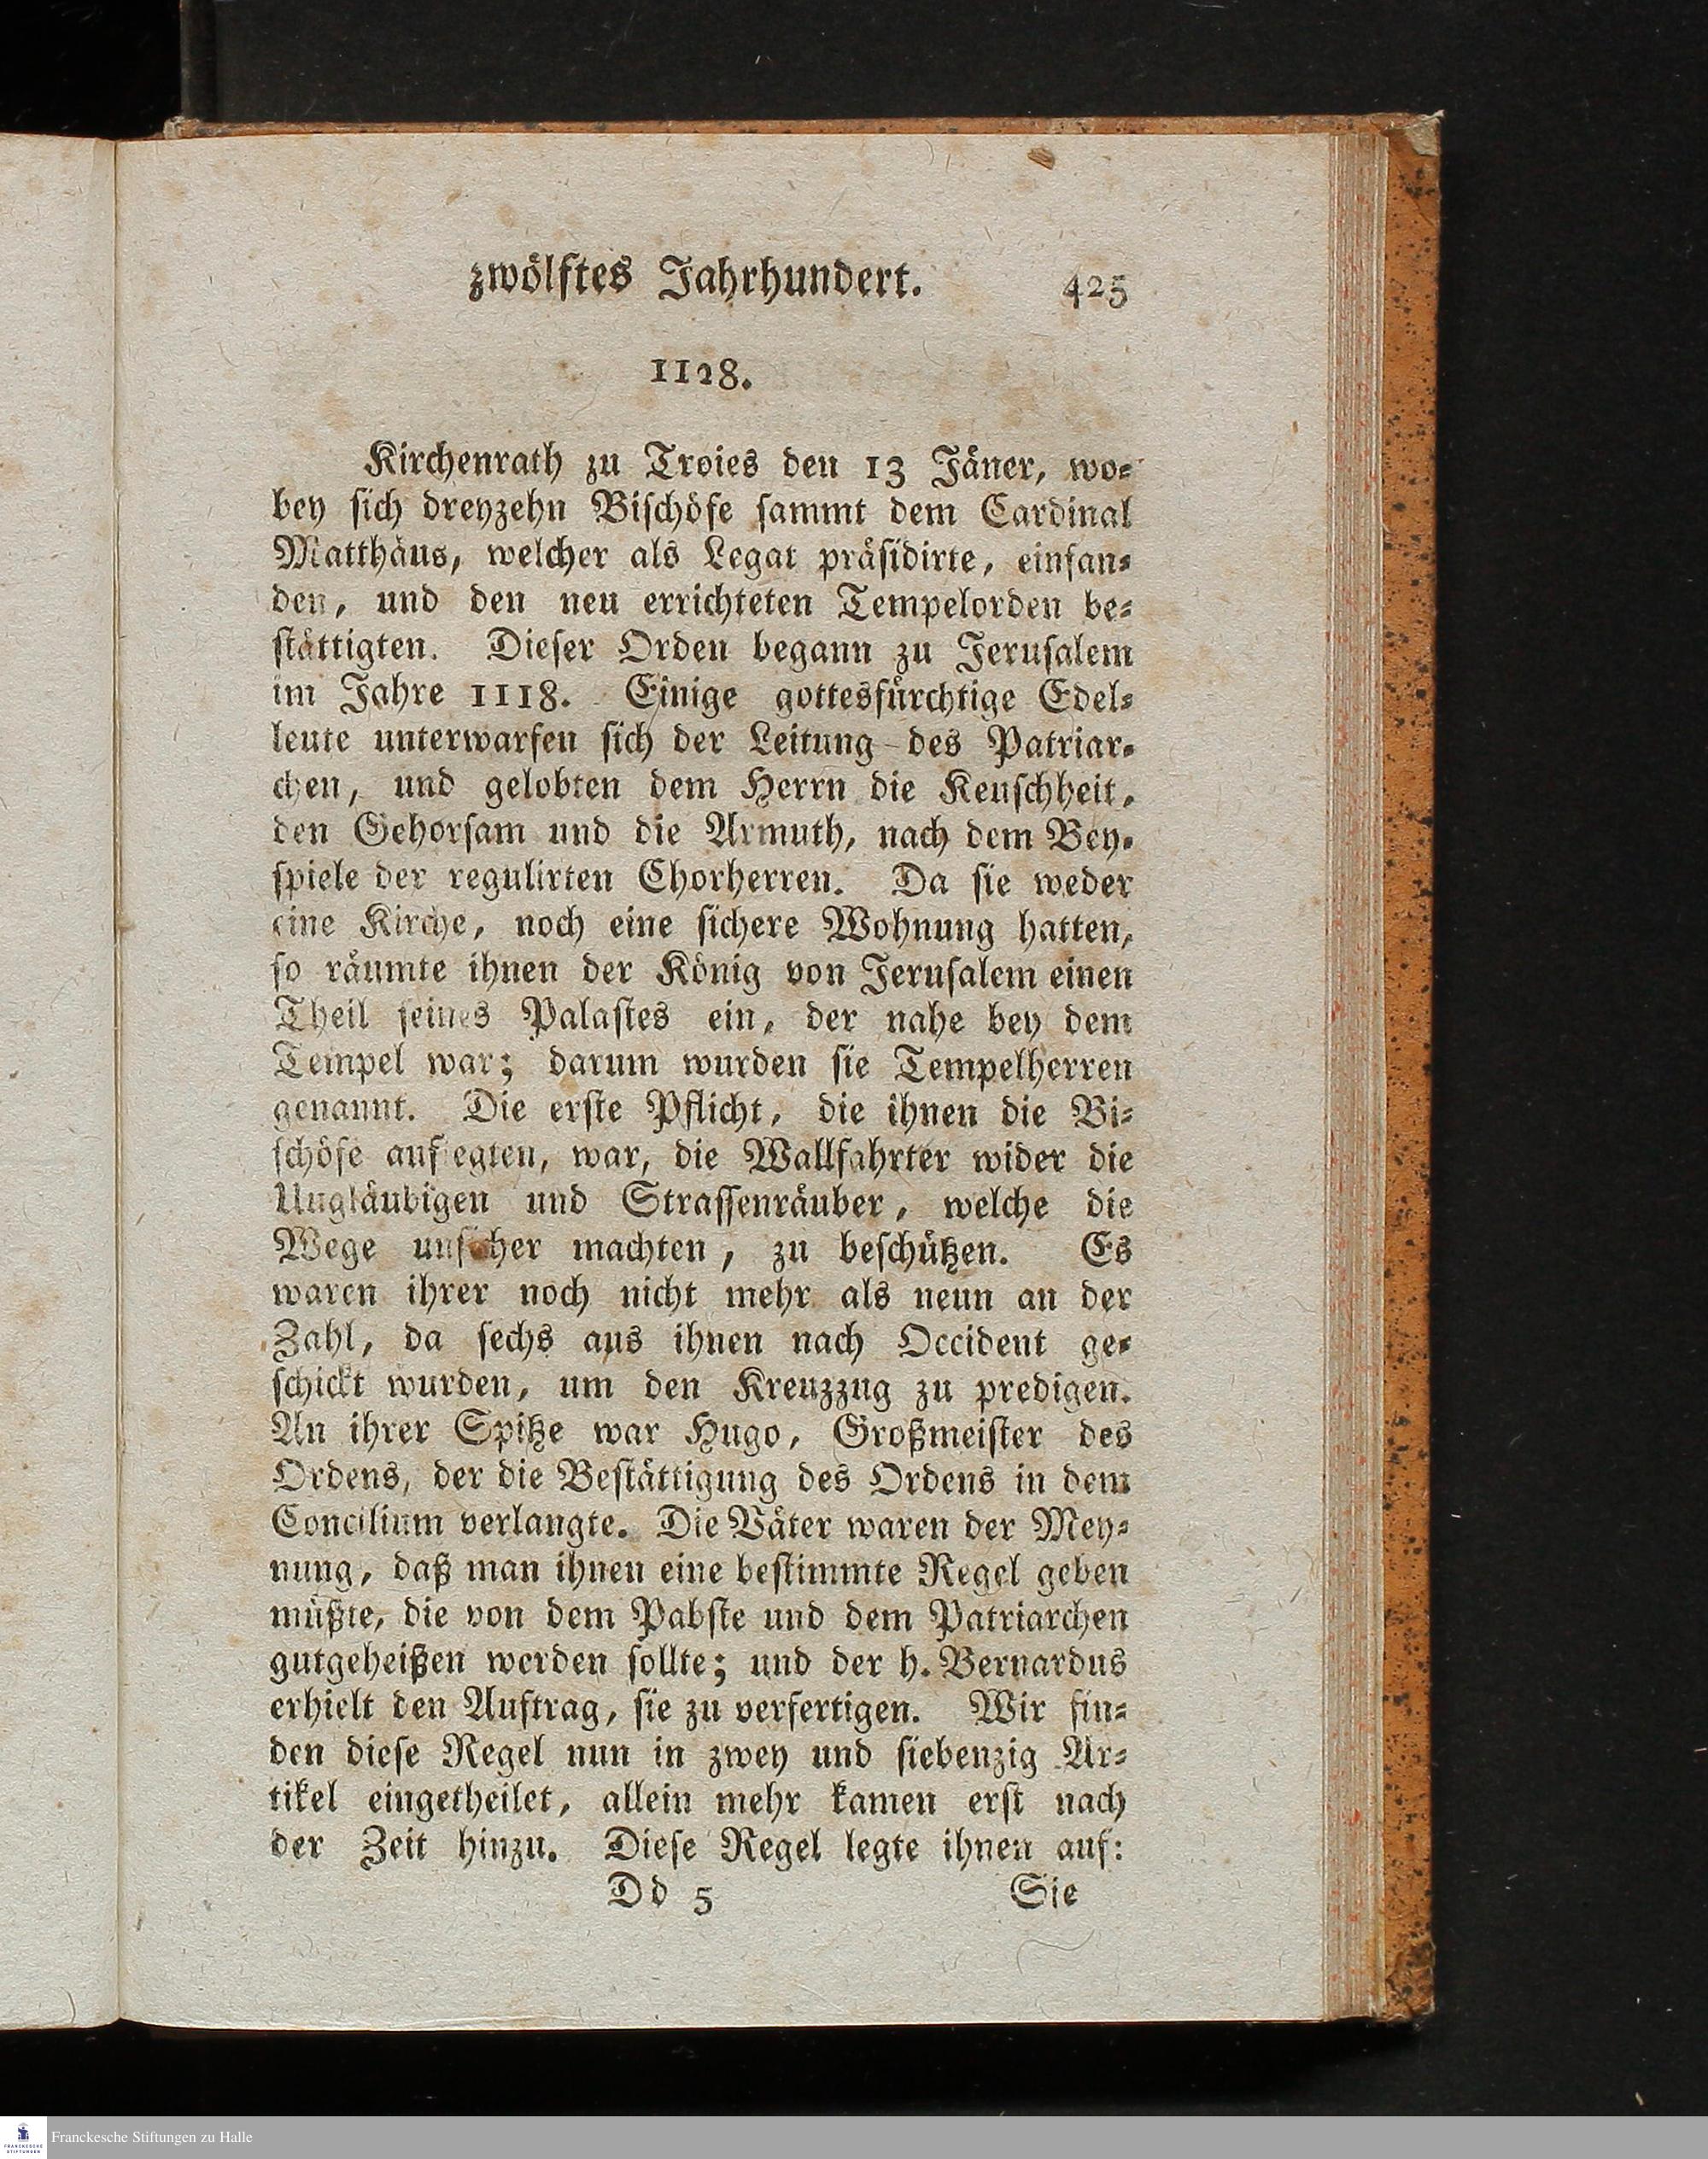 zwölftes Jahrhundert. 425
1128.
Kirchenrath zu Troies den 13 Jäner, wo-
bey sich dreyzehn Bischöfe sammt dem Cardinal
Matthäus, welcher als Legat präsidirte, einfan-
den, und den neu errichteten Tempelorden be-
stättigten. Dieser Orden begann zu Jerusalem
im Jahre 1118. Einige gottesfürchtige Edel-
leute unterwarfen sich der Leitung des Patriar-
chen, und gelobten dem Herrn die Keuschheit,
den Gehorsam und die Armuth, nach dem Bey-
spiele der regulirten Chorherren. Da sie weder
eine Kirche, noch eine sichere Wohnung hatten,
so räumte ihnen der König von Jerusalem einen
Theil seines Palastes ein, der nahe bey dem
Tempel war; darum wurden sie Tempelherren
genannt. Die erste Pflicht, die ihnen die Bi-
schöfe auflegten, war, die Wallfahrter wider die
Ungläubigen und Strassenräuber, welche die
Wege unsicher machten, zu beschützen. Es
waren ihrer noch nicht mehr als neun an der
Zahl, da sechs aus ihnen nach Occident ge-
schickt wurden, um den Kreuzzug zu predigen.
An ihrer Spitze war Hugo, Großmeister des
Ordens, der die Bestättigung des Ordens in dem
Concilium verlangte. Die Väter waren der Mey-
nung, daß man ihnen eine bestimmte Regel geben
müßte, die von dem Pabste und dem Patriarchen
gutgeheißen werden sollte; und der h. Bernardus
erhielt den Auftrag, sie zu verfertigen. Wir fin-
den diese Regel nun in zwey und siebenzig Ar-
tikel eingetheilet, allein mehr kamen erst nach
der Zeit hinzu. Diese Regel legte ihnen auf:
Dd 5 Sie
FRANCKESCHE
STIFTUNGEN
Franckesche Stiftungen zu Halle